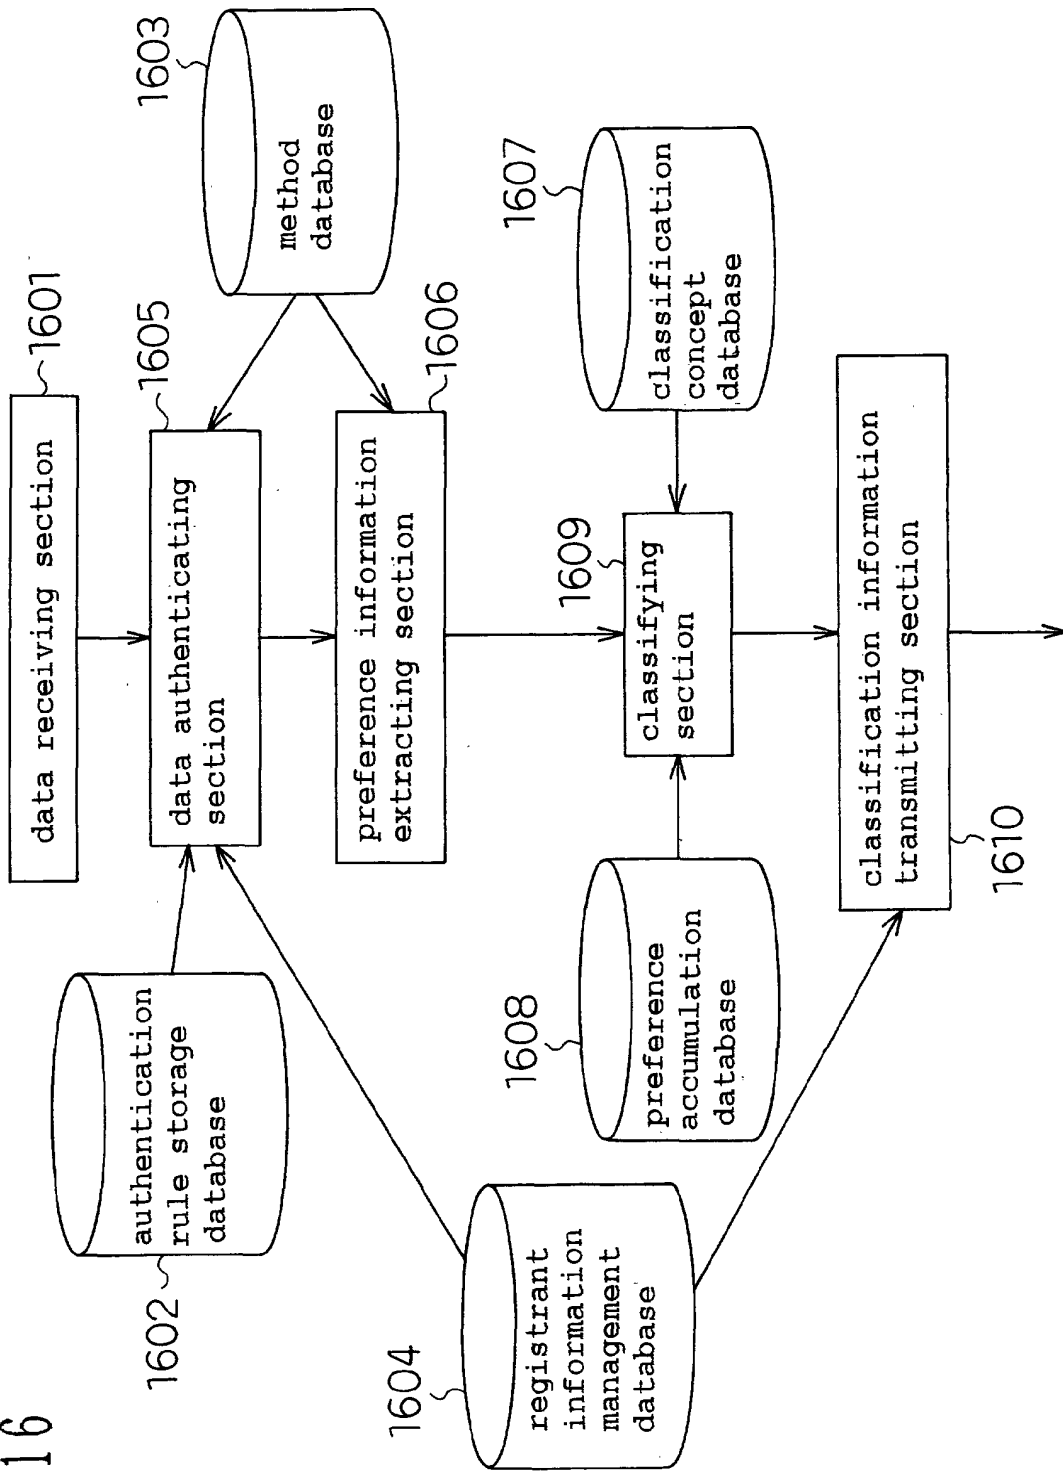 16
data receiving section
1601
authentication
rule storage
database
1602
data authenticating
section
1605
method
database
1603
preference information
extracting section
1606
registrant
information
management
database
1604
preference
accumulation
database
1608
classifying
section
1609
classification
concept
database
1607
classification information
transmitting section
1610